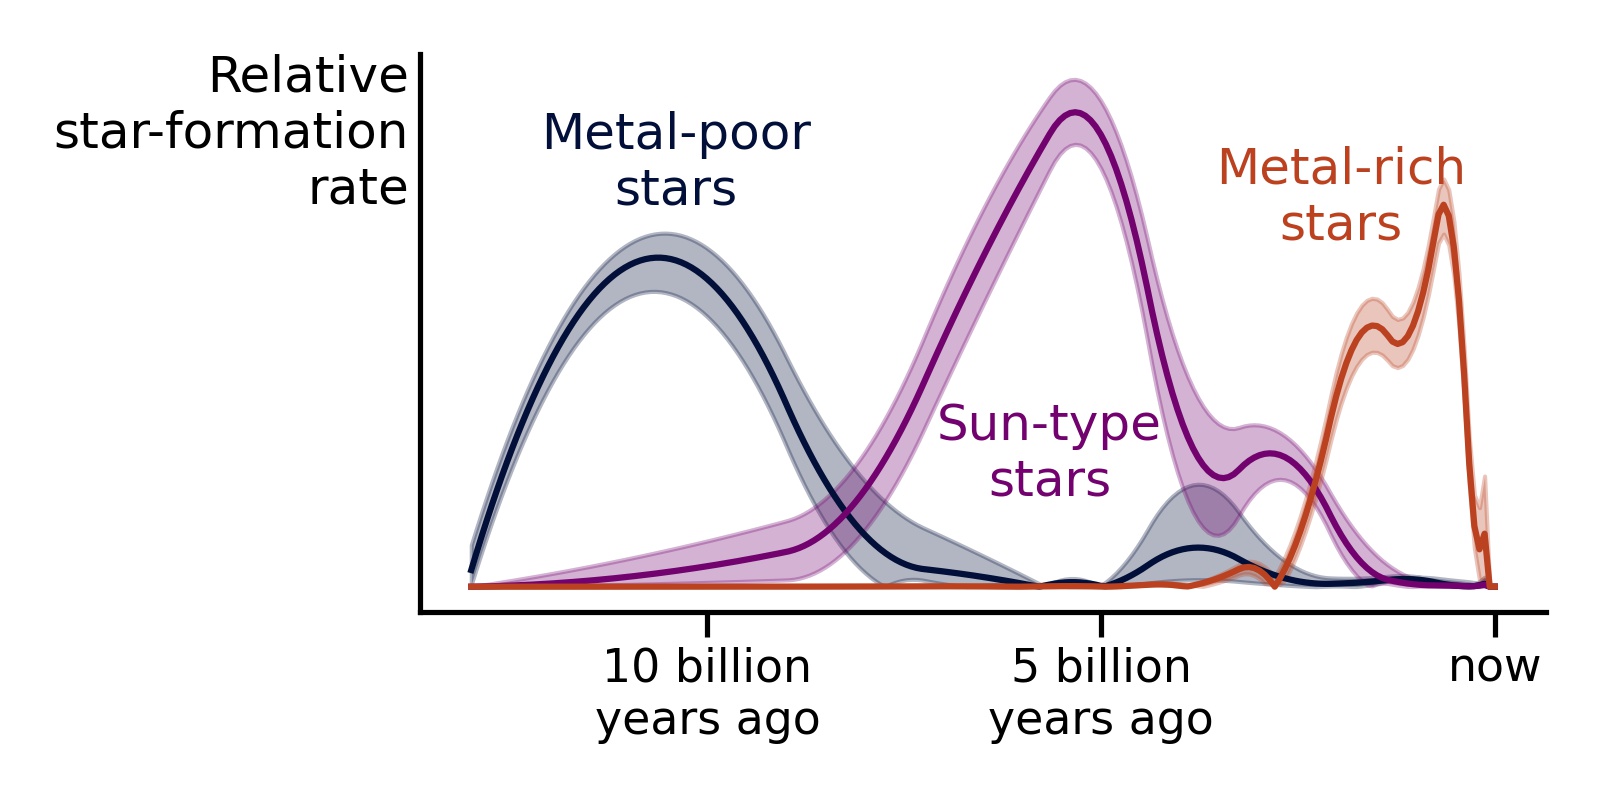 Relative
star-formation
rate
Metal-poor
stars
Metal-rich
stars
Sun-type
stars
10 billion
years ago
5 billion
years ago
now